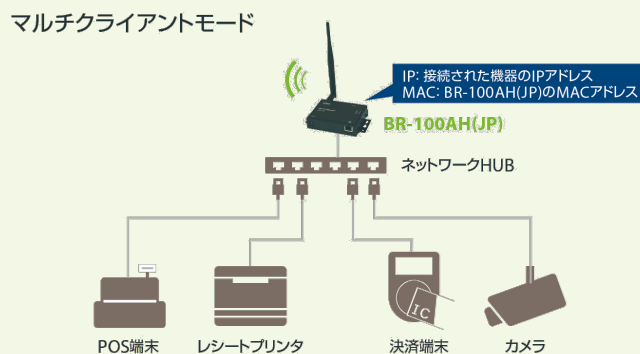 マルチクライアントモード
IP: 接続された機器のIPアドレス
MAC: BR-100AH(JP)のMACアドレス
BR-100AH(JP)
ネットワークHUB
IC
POS端末
レシートプリンタ
決済端末
カメラ